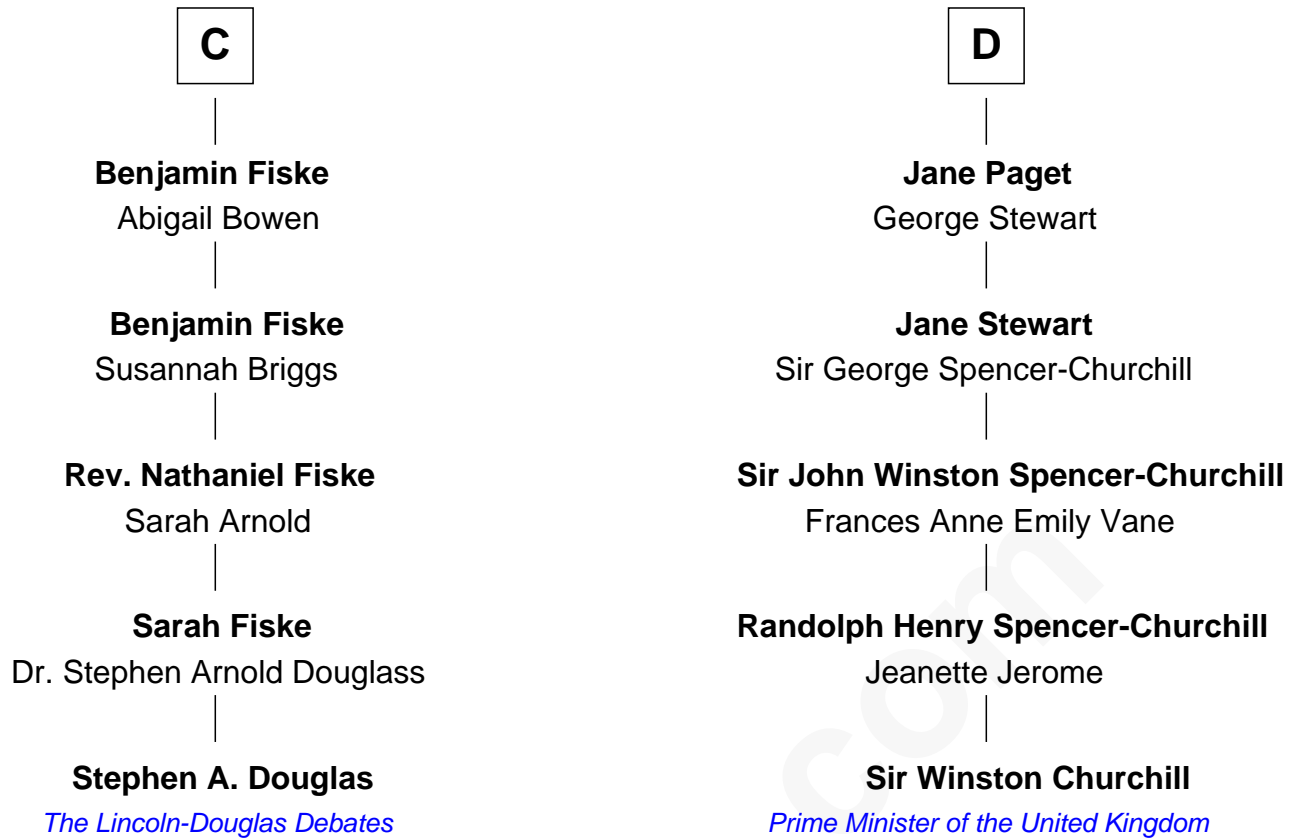 C
Benjamin Fiske
Abigail Bowen
Benjamin Fiske
Susannah Briggs
Rev. Nathaniel Fiske
Sarah Arnold
Sarah Fiske
Dr. Stephen Arnold Douglass
Stephen A. Douglas
The Lincoln-Douglas Debates
D
Jane Paget
George Stewart
Jane Stewart
Sir George Spencer-Churchill
Sir John Winston Spencer-Churchill
Frances Anne Emily Vane
Randolph Henry Spencer-Churchill
Jeanette Jerome
Sir Winston Churchill
Prime Minister of the United Kingdom
com